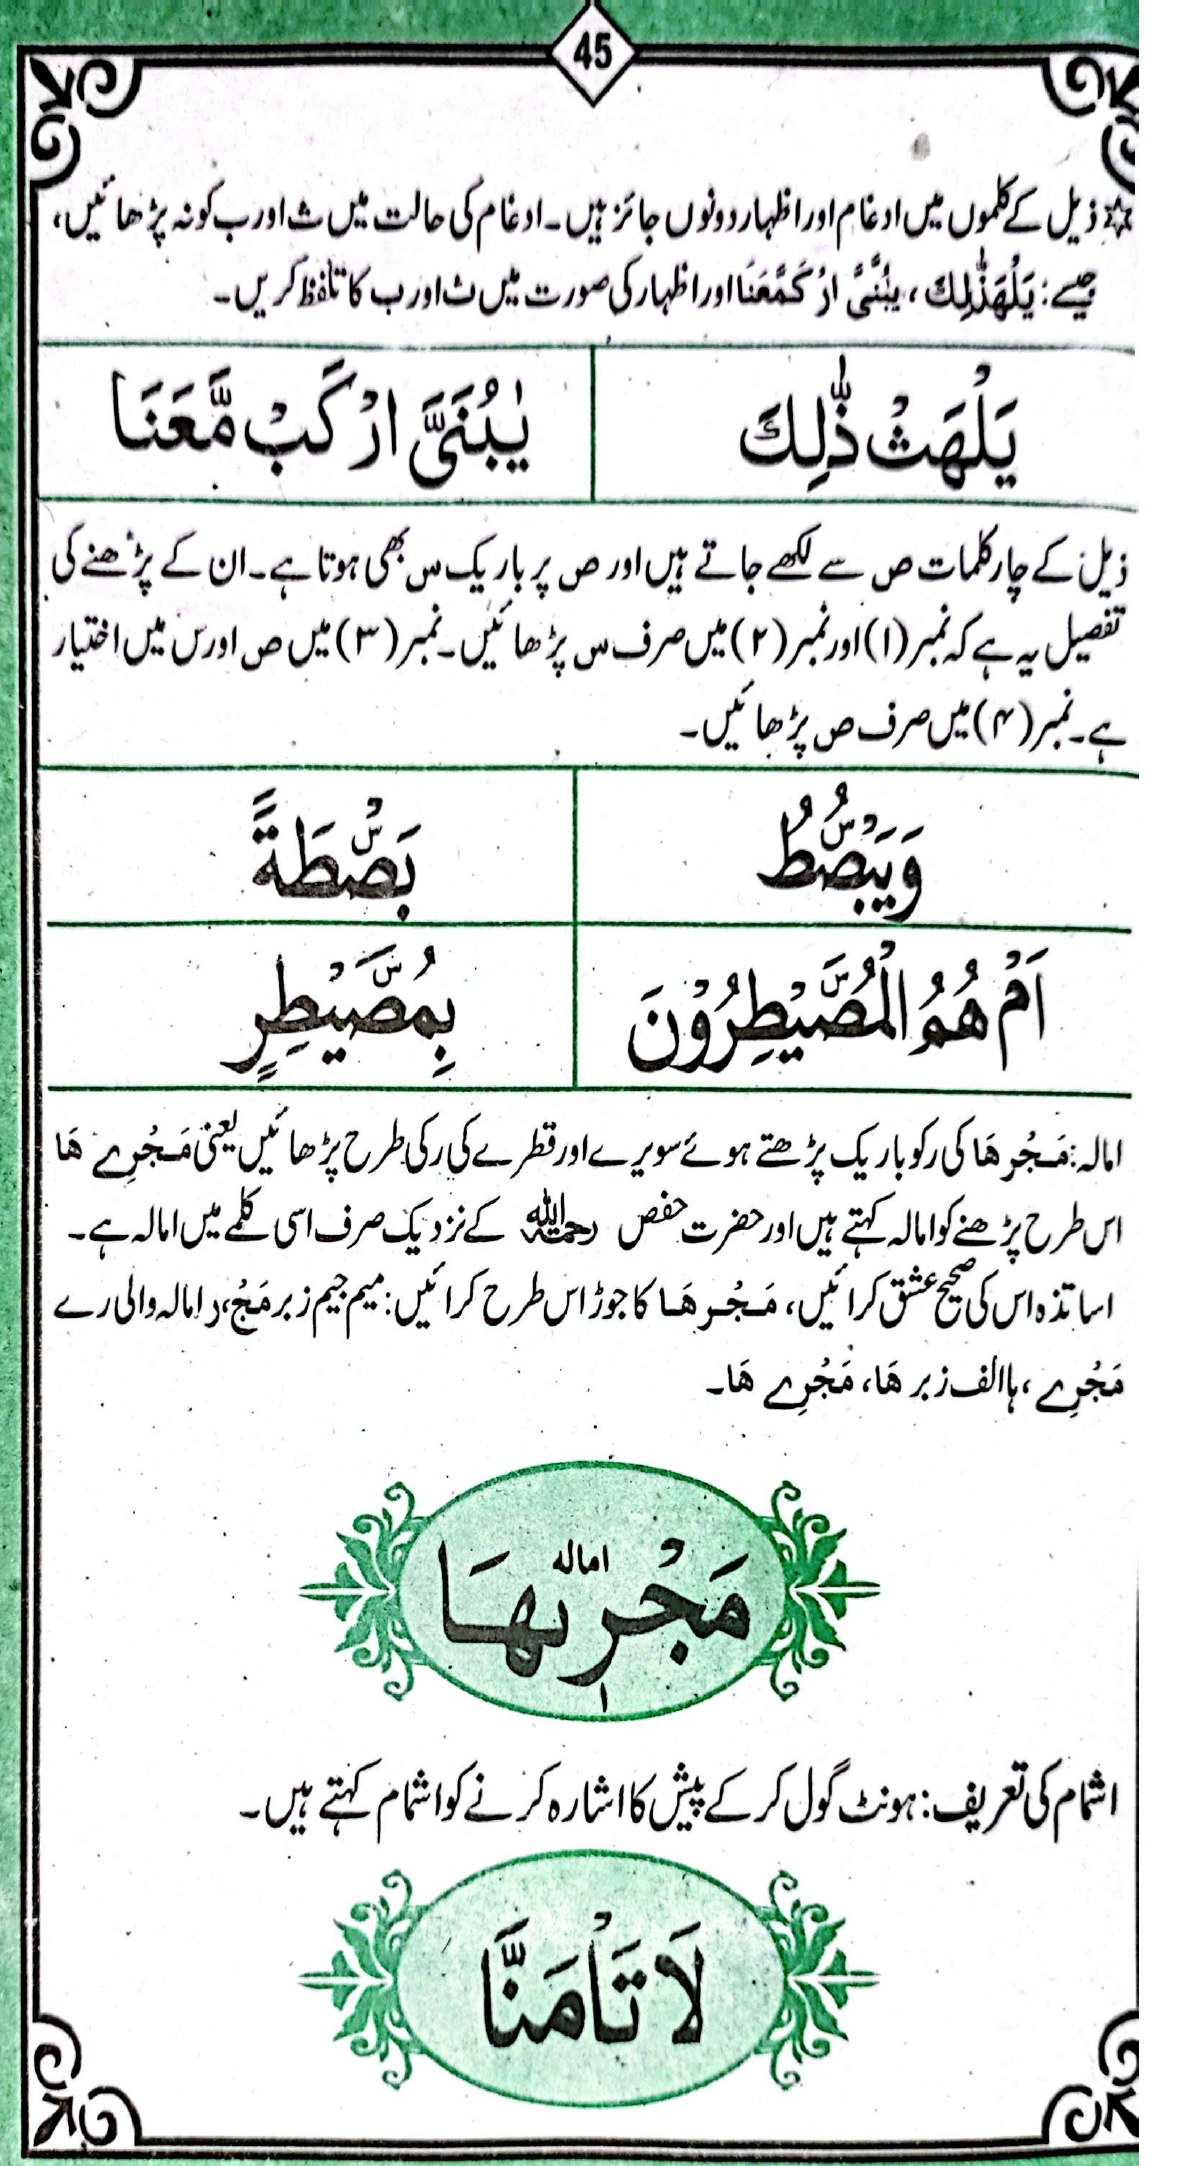 45
☆ ذیل کے کلموں میں ادغام اور اظہار دونوں جائز ہیں۔ ادغام کی حالت میں ث اور ب کو نہ پڑھائیں،
جیسے: یَلْهَذّٰلِكَ، یٰبُنَیَّ ارْكَمَّعَنَا اور اظہار کی صورت میں ث اور ب کا تلفظ کریں۔
یَلْهَثْ ذّٰلِكَ
یٰبُنَیَّ ارْكَبْ مَّعَنَا
ذیل کے چار کلمات ص سے لکھے جاتے ہیں اور ص پر باریک س بھی ہوتا ہے۔ ان کے پڑھنے کی
تفصیل یہ ہے کہ نمبر (۱) اور نمبر (۲) میں صرف س پڑھائیں۔ نمبر (۳) میں ص اور س میں اختیار
ہے۔ نمبر (۴) میں صرف ص پڑھائیں۔
وَیَبْصُۜطُ
بَصْۜطَةً
اَمْ هُمُ الْمُصَۜیْطِرُوْنَ
بِمُصَۜیْطِرٍ
امالہ: مَجْرٖ هَا کی ر کو باریک پڑھتے ہوئے سویرے اور قطرے کی ر کی طرح پڑھائیں یعنی مَجْرِے هَا
اس طرح پڑھنے کو امالہ کہتے ہیں اور حضرت حفص رحمۃ اللہ کے نزدیک صرف اسی کلمے میں امالہ ہے۔
اساتذہ اس کی صحیح عشق کرائیں، مَجْرٖ هَا کا جوڑ اس طرح کرائیں: میم جیم زبر مَجْ، ر امالہ والی رے
مَجْرِے، ہا الف زبر هَا، مَجْرِے هَا۔
امالہ
مَجْرٖىهَا
اشمام کی تعریف: ہونٹ گول کر کے پیش کا اشارہ کرنے کو اشمام کہتے ہیں۔
لَا تَاْمَنَّا